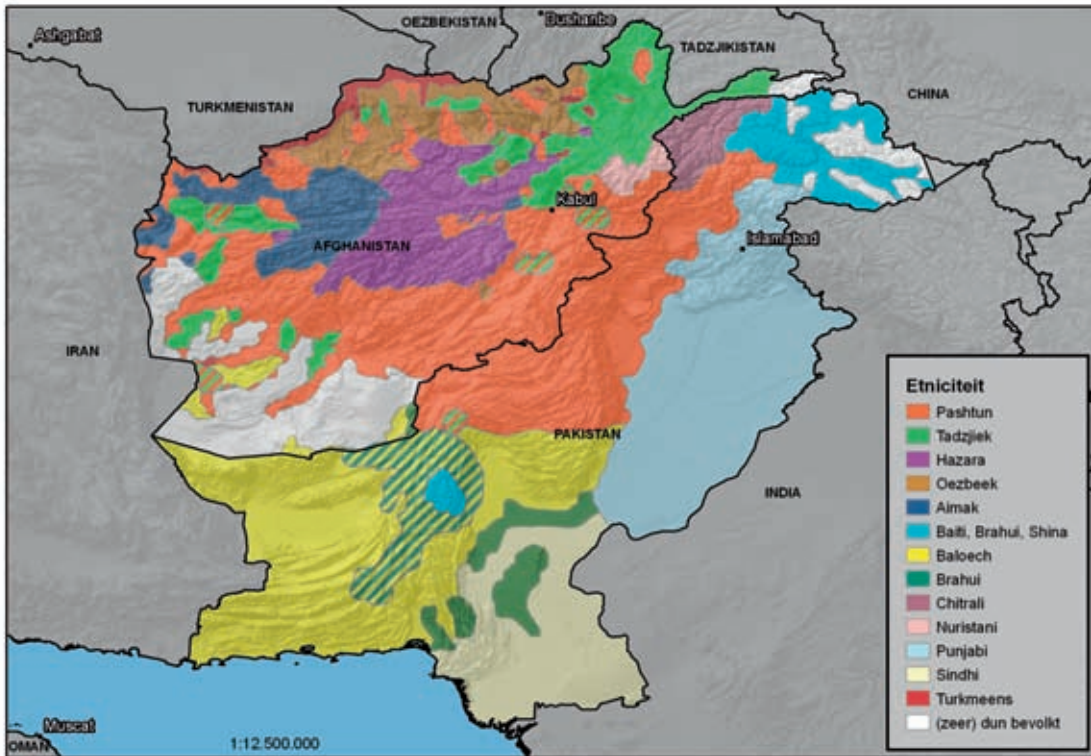 OEZBEKISTAN
Dushanbe
Ashgabat
TADZJIKISTAN
CHINA
TURKMENISTAN
Kabul
Islamabad
AFGHANISTAN
IRAN
PAKISTAN
INDIA
Etniciteit
Pashtun
Tadzjiek
Hazara
Oezbeek
Aimak
Balti, Brahui, Shina
Baloech
Brahui
Chitrali
Nuristani
Punjabi
Sindhi
Turkmeens
(zeer) dun bevolkt
Muscat
OMAN
1:12.500.000